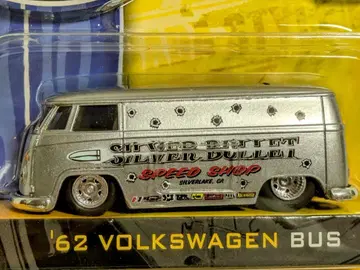 SILVER BULLET
SPEED SHOP
SILVERLAKE, CA
'62 VOLKSWAGEN BUS